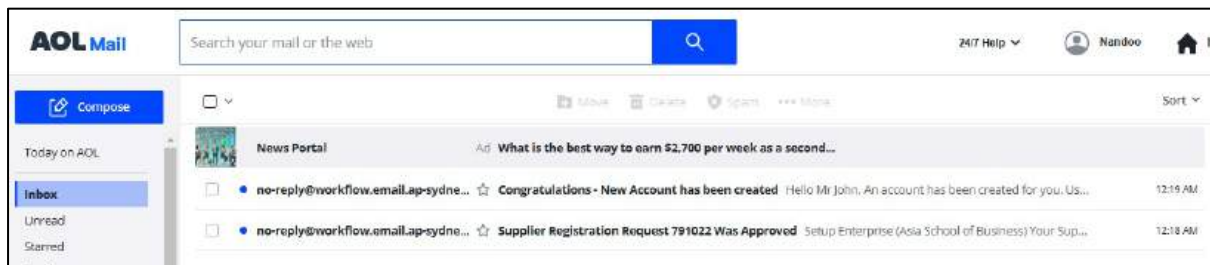 AOL Mail
Search your mail or the web
24/7 Help
Nandoo
Compose
Move Delete Spam More
Sort
Today on AOL
News Portal Ad What is the best way to earn $2,700 per week as a second...
Inbox
no-reply@workflow.email.ap-sydne... Congratulations - New Account has been created Hello Mr John, An account has been created for you. Us... 12:19 AM
Unread
no-reply@workflow.email.ap-sydne... Supplier Registration Request 791022 Was Approved Setup Enterprise (Asia School of Business) Your Sup... 12:18 AM
Starred